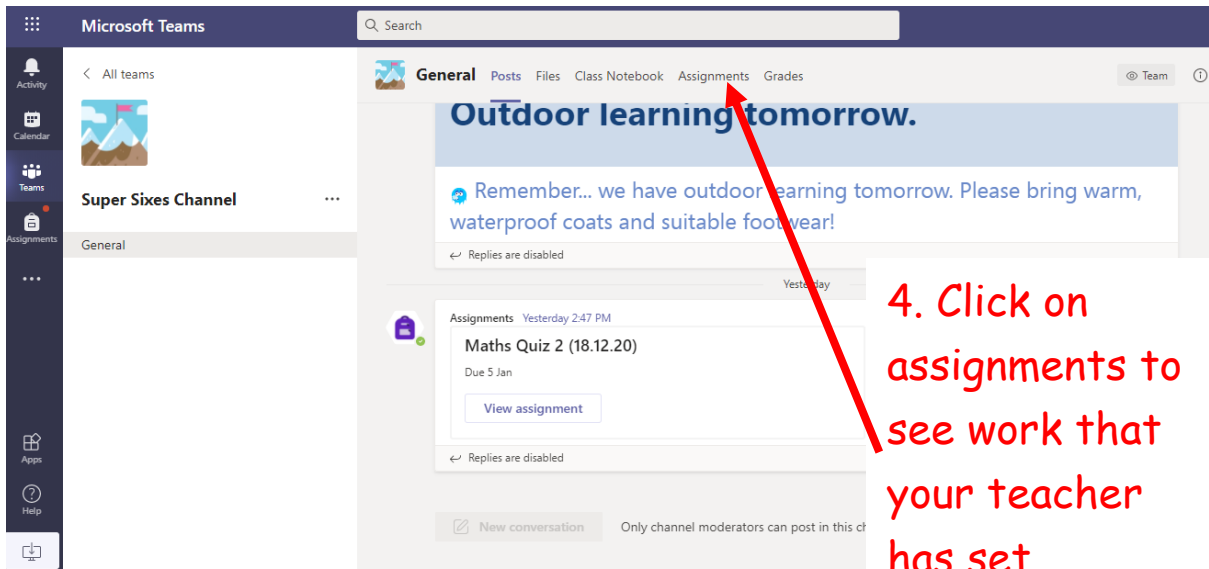 Microsoft Teams
Search
Activity
Calendar
Teams
Assignments
Apps
Help
All teams
Super Sixes Channel
General
General Posts Files Class Notebook Assignments Grades
Team
Outdoor learning tomorrow.
Remember... we have outdoor learning tomorrow. Please bring warm,
waterproof coats and suitable footwear!
Replies are disabled
Yesterday
Assignments Yesterday 2:47 PM
Maths Quiz 2 (18.12.20)
Due 5 Jan
View assignment
Replies are disabled
New conversation Only channel moderators can post in this
4. Click on
assignments to
see work that
your teacher
has set